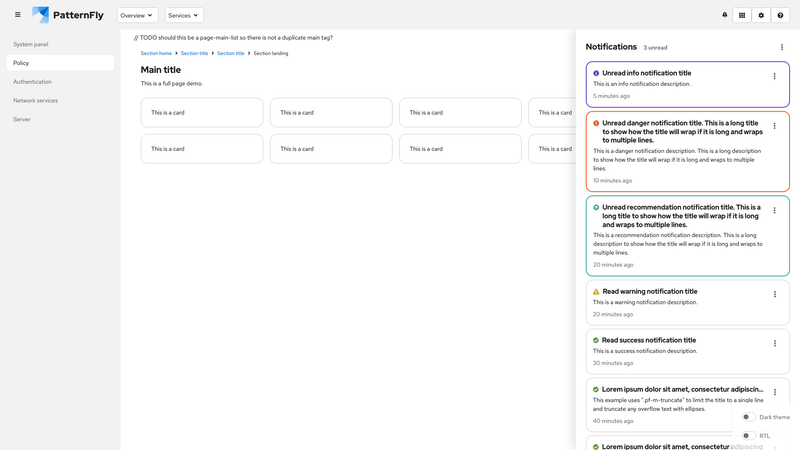 PatternFly
Overview
Services
System panel
Policy
Authentication
Network services
Server
// TODO should this be a page-main-list so there is not a duplicate main tag?
Section home
Section title
Section title
Section landing
Main title
This is a full page demo.
This is a card
This is a card
This is a card
This is a card
This is a card
This is a card
This is a card
This is a card
Notifications
3 unread
Unread info notification title
This is an info notification description.
5 minutes ago
Unread danger notification title. This is a long title
to show how the title will wrap if it is long and wraps
to multiple lines.
This is a danger notification description. This is a long description
to show how the title will wrap if it is long and wraps to multiple
lines.
10 minutes ago
Unread recommendation notification title. This is a
long title to show how the title will wrap if it is long
and wraps to multiple lines.
This is a recommendation notification description. This is a long
description to show how the title will wrap if it is long and wraps to
multiple lines.
20 minutes ago
Read warning notification title
This is a warning notification description.
20 minutes ago
Read success notification title
This is a success notification description.
30 minutes ago
Lorem ipsum dolor sit amet, consectetur adipiscin...
This example uses ".pf-m-truncate" to limit the title to a single line
and truncate any overflow text with ellipses.
40 minutes ago
Dark theme
RTL
Lorem ipsum dolor sit amet, consectetur adipiscing